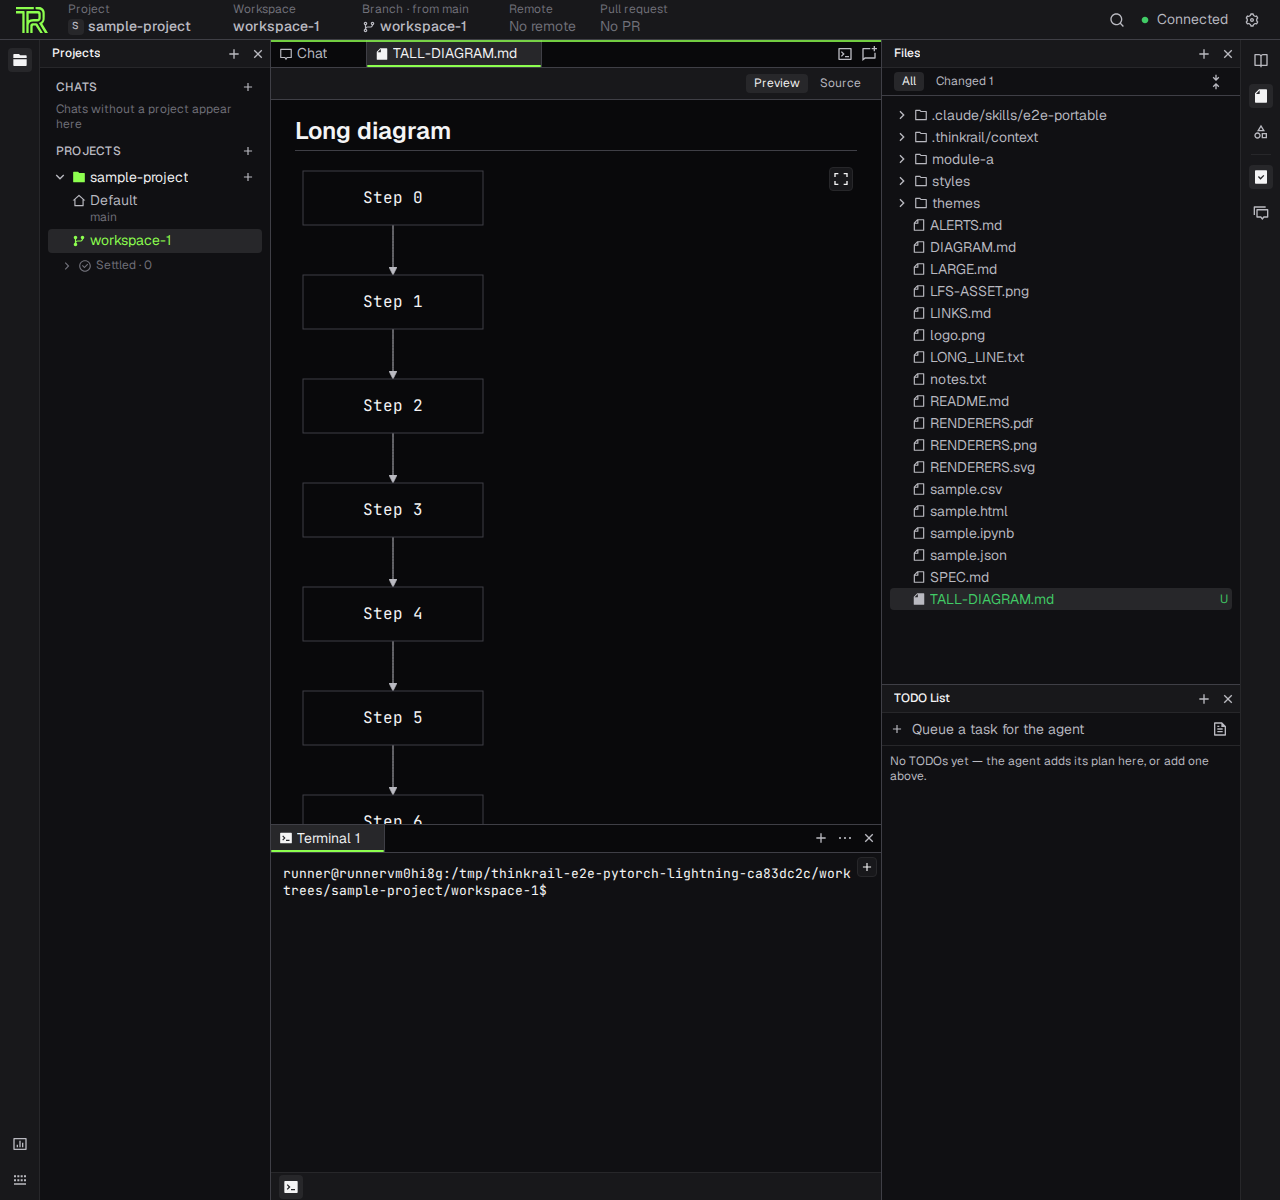 TR
Project
S sample-project
Workspace
workspace-1
Branch · from main
workspace-1
Remote
No remote
Pull request
No PR
Connected
Projects
CHATS
Chats without a project appear
here
PROJECTS
sample-project
Default
main
workspace-1
Settled · 0
Chat
TALL-DIAGRAM.md
Preview
Source
Long diagram
Step 0
Step 1
Step 2
Step 3
Step 4
Step 5
Step 6
Terminal 1
runner@runnervm0hi8g:/tmp/thinkrail-e2e-pytorch-lightning-ca83dc2c/work
trees/sample-project/workspace-1$
Files
All
Changed 1
.claude/skills/e2e-portable
.thinkrail/context
module-a
styles
themes
ALERTS.md
DIAGRAM.md
LARGE.md
LFS-ASSET.png
LINKS.md
logo.png
LONG_LINE.txt
notes.txt
README.md
RENDERERS.pdf
RENDERERS.png
RENDERERS.svg
sample.csv
sample.html
sample.ipynb
sample.json
SPEC.md
TALL-DIAGRAM.md U
TODO List
Queue a task for the agent
No TODOs yet — the agent adds its plan here, or add one
above.